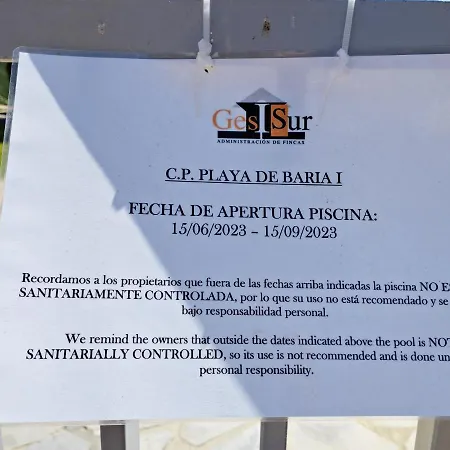 Ges Sur
ADMINISTRACIÓN DE FINCAS
C.P. PLAYA DE BARIA I
FECHA DE APERTURA PISCINA:
15/06/2023 – 15/09/2023
Recordamos a los propietarios que fuera de las fechas arriba indicadas la piscina NO
SANITARIAMENTE CONTROLADA, por lo que su uso no está recomendado y se
bajo responsabilidad personal.
We remind the owners that outside the dates indicated above the pool is NOT
SANITARIALLY CONTROLLED, so its use is not recommended and is done
personal responsibility.